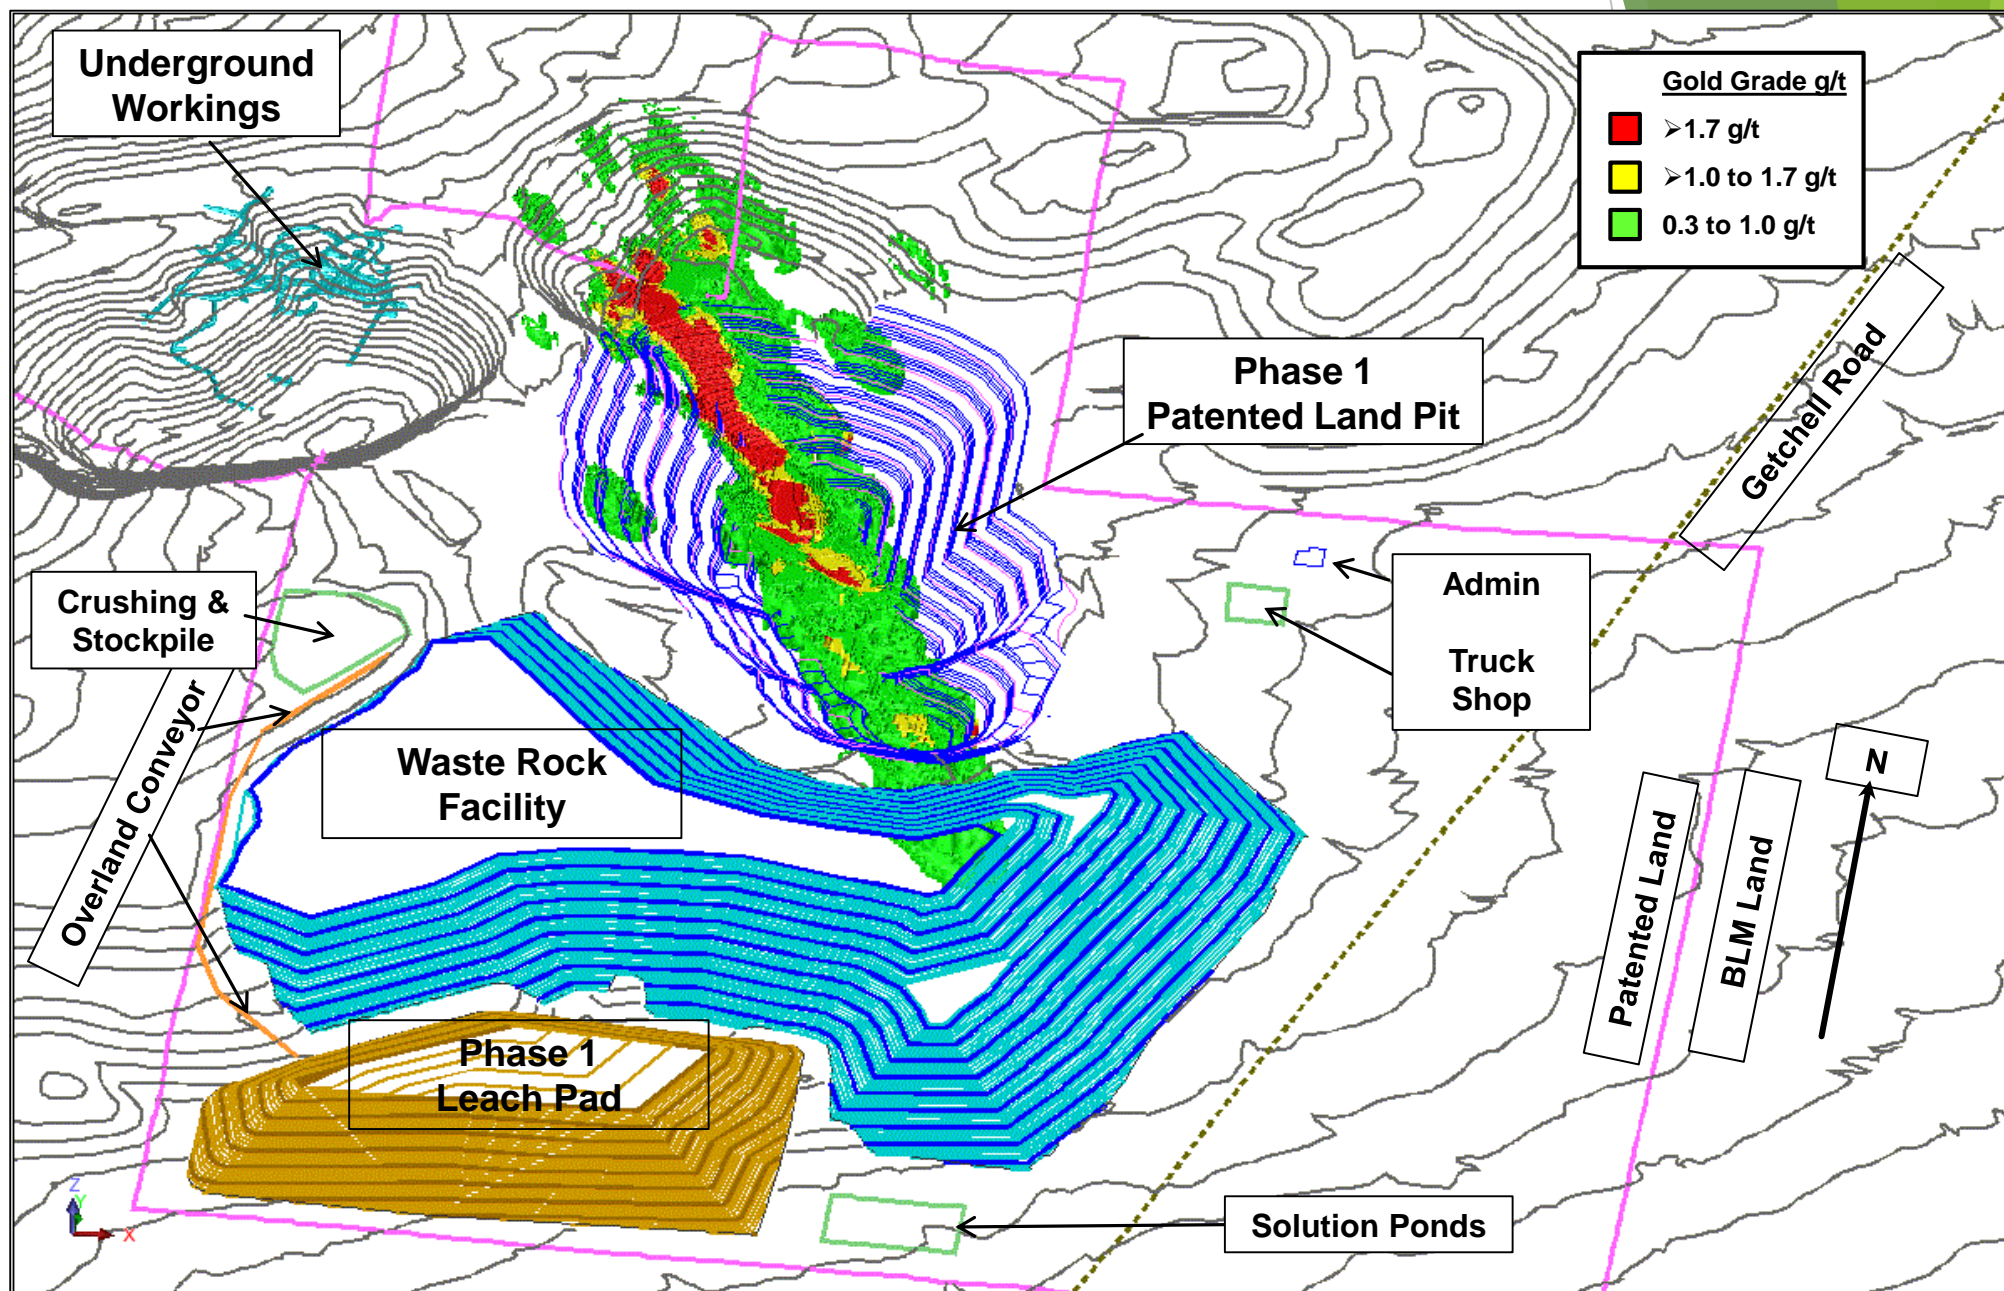 Underground
Workings
Gold Grade g/t
➢1.7 g/t
➢1.0 to 1.7 g/t
0.3 to 1.0 g/t
Getchell Road
Phase 1
Patented Land Pit
Crushing &
Stockpile
Admin
Truck
Shop
Overland Conveyor
Waste Rock
Facility
N
Patented Land
BLM Land
Phase 1
Leach Pad
Solution Ponds
Z
Y
X